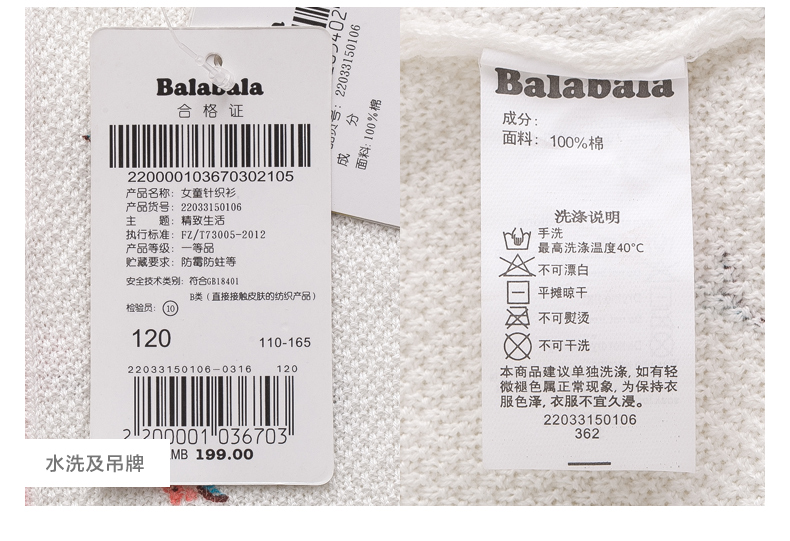 Balabala
合格证
220000103670302105
产品名称: 女童针织衫
产品货号: 22033150106
主 题: 精致生活
执行标准: FZ/T73005-2012
产品等级: 一等品
贮藏要求: 防霉防蛀等
安全技术类别: 符合GB18401
B类(直接接触皮肤的纺织产品)
检验员: 10
120 110-165
22033150106-0316 120
2 200001 036703
MB 199.00
22033150106
成 分
面料: 100%棉
水洗及吊牌
Balabala
成分:
面料: 100%棉
洗涤说明
手洗
最高洗涤温度40℃
不可漂白
平摊晾干
不可熨烫
不可干洗
本商品建议单独洗涤, 如有轻
微褪色属正常现象, 为保持衣
服色泽, 衣服不宜久浸。
22033150106
362